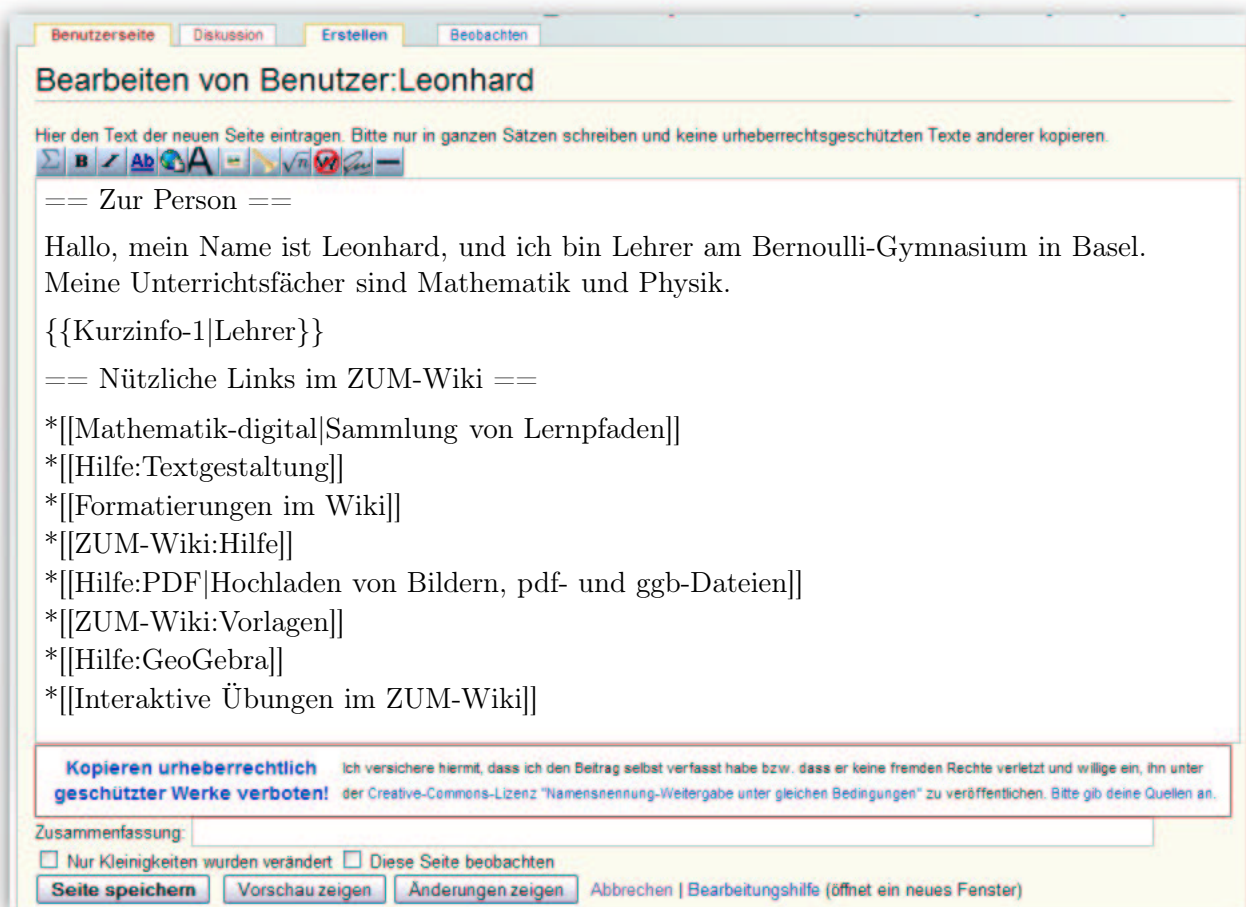 Benutzerseite Diskussion Erstellen Beobachten
Bearbeiten von Benutzer:Leonhard
Hier den Text der neuen Seite eintragen. Bitte nur in ganzen Sätzen schreiben und keine urheberrechtsgeschützten Texte anderer kopieren.
== Zur Person ==
Hallo, mein Name ist Leonhard, und ich bin Lehrer am Bernoulli-Gymnasium in Basel.
Meine Unterrichtsfächer sind Mathematik und Physik.
{{Kurzinfo-1|Lehrer}}
== Nützliche Links im ZUM-Wiki ==
*[[Mathematik-digital|Sammlung von Lernpfaden]]
*[[Hilfe:Textgestaltung]]
*[[Formatierungen im Wiki]]
*[[ZUM-Wiki:Hilfe]]
*[[Hilfe:PDF|Hochladen von Bildern, pdf- und ggb-Dateien]]
*[[ZUM-Wiki:Vorlagen]]
*[[Hilfe:GeoGebra]]
*[[Interaktive Übungen im ZUM-Wiki]]
Kopieren urheberrechtlich
geschützter Werke verboten!
Ich versichere hiermit, dass ich den Beitrag selbst verfasst habe bzw. dass er keine fremden Rechte verletzt und willige ein, ihn unter
der Creative-Commons-Lizenz "Namensnennung-Weitergabe unter gleichen Bedingungen" zu veröffentlichen. Bitte gib deine Quellen an.
Zusammenfassung:
Nur Kleinigkeiten wurden verändert Diese Seite beobachten
Seite speichern Vorschau zeigen Änderungen zeigen Abbrechen | Bearbeitungshilfe (öffnet ein neues Fenster)